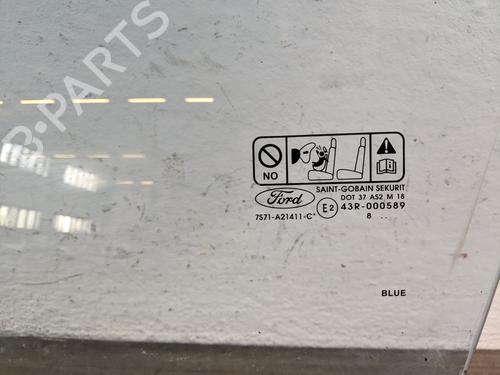 B-PARTS
NO
Ford
SAINT-GOBAIN SEKURIT
DOT 37 AS2 M 18
7S71-A21411-C*
E2
43R-000589
8 ..
BLUE